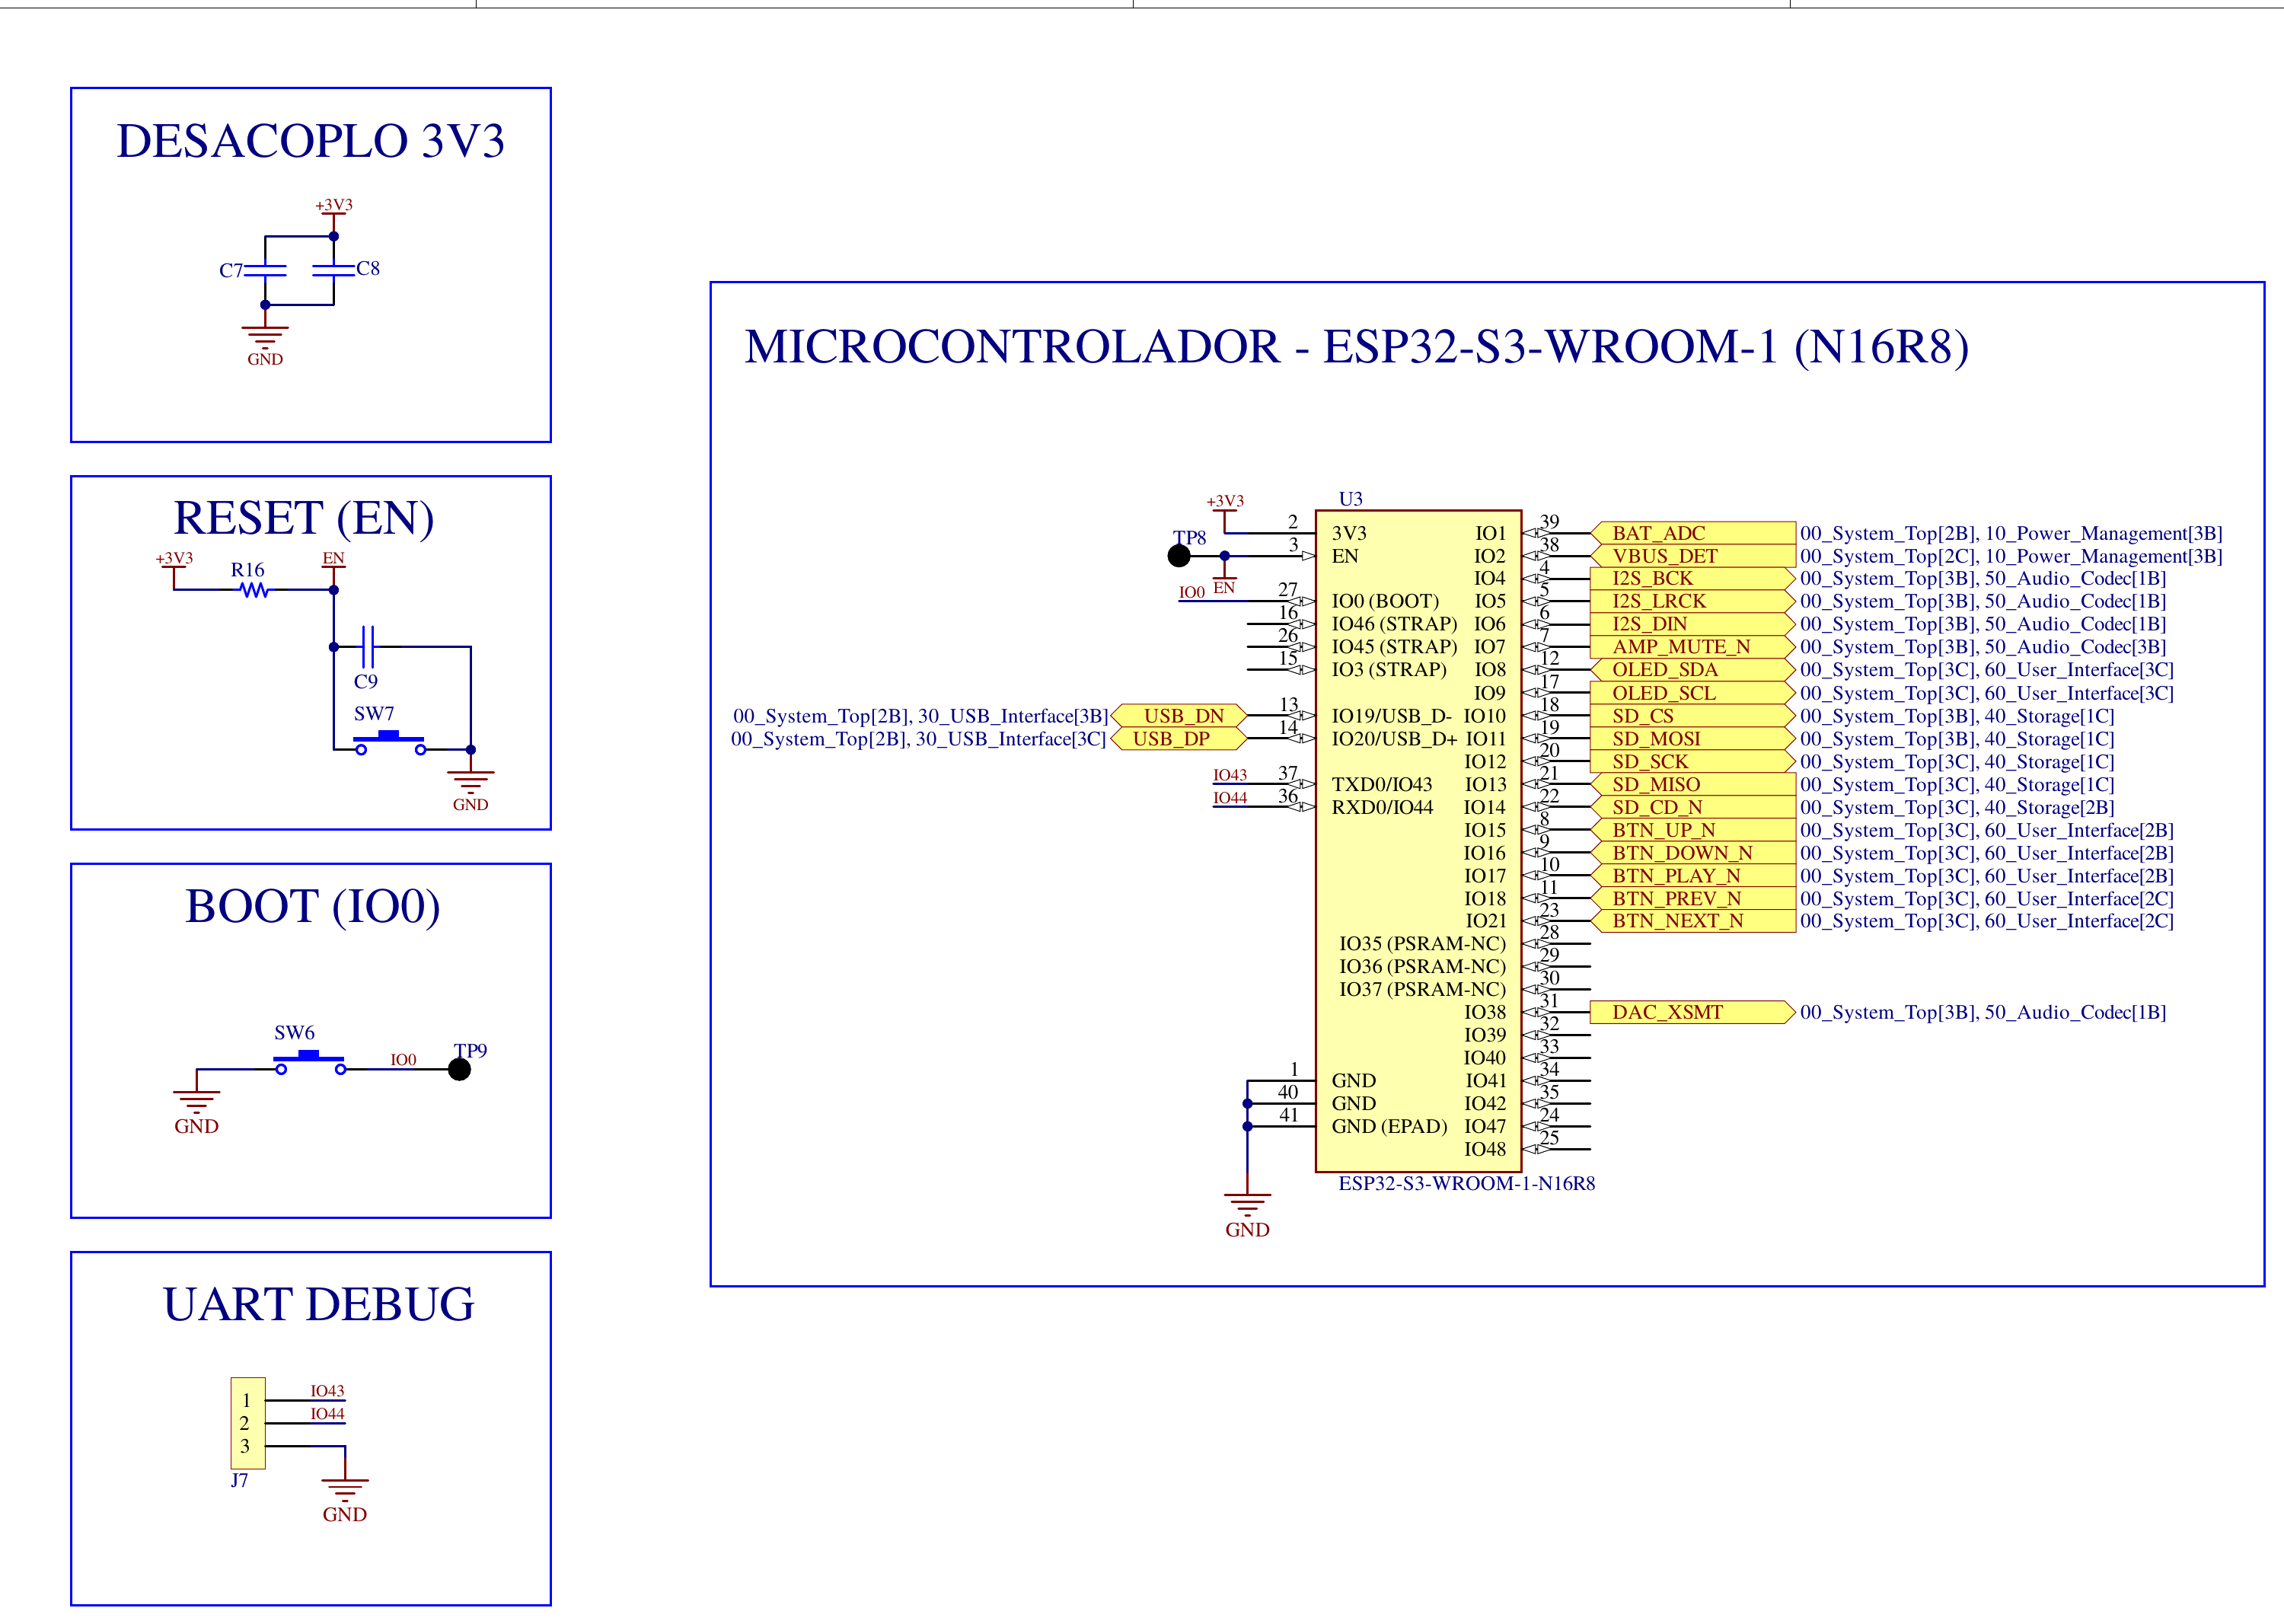 DESACOPLO 3V3
+3V3
C7
C8
GND
RESET (EN)
+3V3
R16
EN
C9
SW7
GND
BOOT (IO0)
SW6
IO0
TP9
GND
UART DEBUG
1 IO43
2 IO44
3
J7
GND
MICROCONTROLADOR - ESP32-S3-WROOM-1 (N16R8)
+3V3
U3
TP8
EN
IO0
2 3V3
3 EN
27 IO0 (BOOT)
16 IO46 (STRAP)
26 IO45 (STRAP)
15 IO3 (STRAP)
00_System_Top[2B], 30_USB_Interface[3B] USB_DN 13 IO19/USB_D-
00_System_Top[2B], 30_USB_Interface[3C] USB_DP 14 IO20/USB_D+
IO43 37 TXD0/IO43
IO44 36 RXD0/IO44
1 GND
40 GND
41 GND (EPAD)
GND
IO1 39 BAT_ADC 00_System_Top[2B], 10_Power_Management[3B]
IO2 38 VBUS_DET 00_System_Top[2C], 10_Power_Management[3B]
IO4 4 I2S_BCK 00_System_Top[3B], 50_Audio_Codec[1B]
IO5 5 I2S_LRCK 00_System_Top[3B], 50_Audio_Codec[1B]
IO6 6 I2S_DIN 00_System_Top[3B], 50_Audio_Codec[1B]
IO7 7 AMP_MUTE_N 00_System_Top[3B], 50_Audio_Codec[3B]
IO8 12 OLED_SDA 00_System_Top[3C], 60_User_Interface[3C]
IO9 17 OLED_SCL 00_System_Top[3C], 60_User_Interface[3C]
IO10 18 SD_CS 00_System_Top[3B], 40_Storage[1C]
IO11 19 SD_MOSI 00_System_Top[3B], 40_Storage[1C]
IO12 20 SD_SCK 00_System_Top[3C], 40_Storage[1C]
IO13 21 SD_MISO 00_System_Top[3C], 40_Storage[1C]
IO14 22 SD_CD_N 00_System_Top[3C], 40_Storage[2B]
IO15 8 BTN_UP_N 00_System_Top[3C], 60_User_Interface[2B]
IO16 9 BTN_DOWN_N 00_System_Top[3C], 60_User_Interface[2B]
IO17 10 BTN_PLAY_N 00_System_Top[3C], 60_User_Interface[2B]
IO18 11 BTN_PREV_N 00_System_Top[3C], 60_User_Interface[2C]
IO21 23 BTN_NEXT_N 00_System_Top[3C], 60_User_Interface[2C]
IO35 (PSRAM-NC) 28
IO36 (PSRAM-NC) 29
IO37 (PSRAM-NC) 30
IO38 31 DAC_XSMT 00_System_Top[3B], 50_Audio_Codec[1B]
IO39 32
IO40 33
IO41 34
IO42 35
IO47 24
IO48 25
ESP32-S3-WROOM-1-N16R8